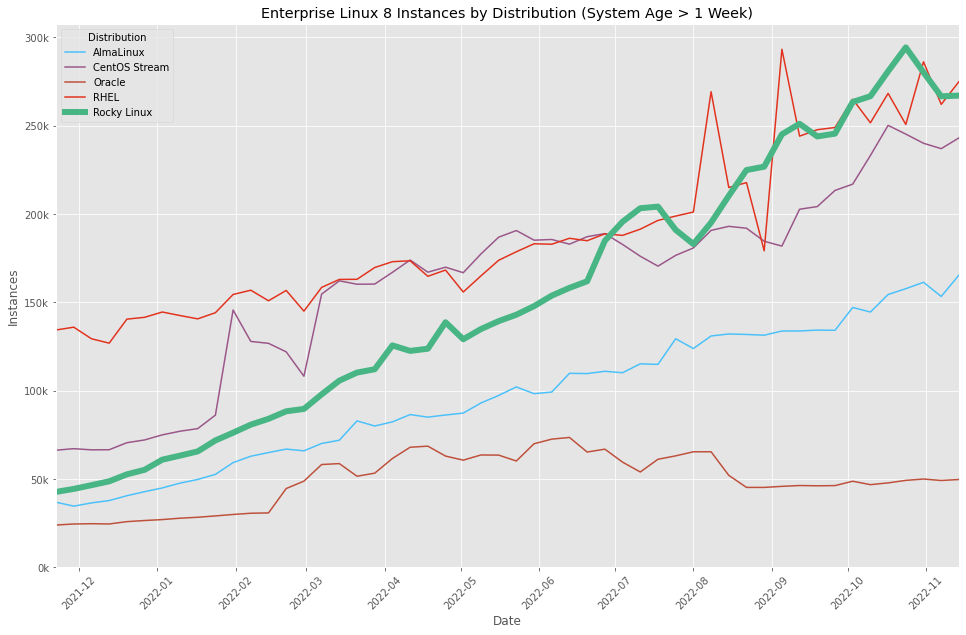 Enterprise Linux 8 Instances by Distribution (System Age > 1 Week)
Distribution
AlmaLinux
CentOS Stream
Oracle
RHEL
Rocky Linux
300k
250k
200k
150k
100k
50k
0k
Instances
2021-12
2022-01
2022-02
2022-03
2022-04
2022-05
2022-06
2022-07
2022-08
2022-09
2022-10
2022-11
Date